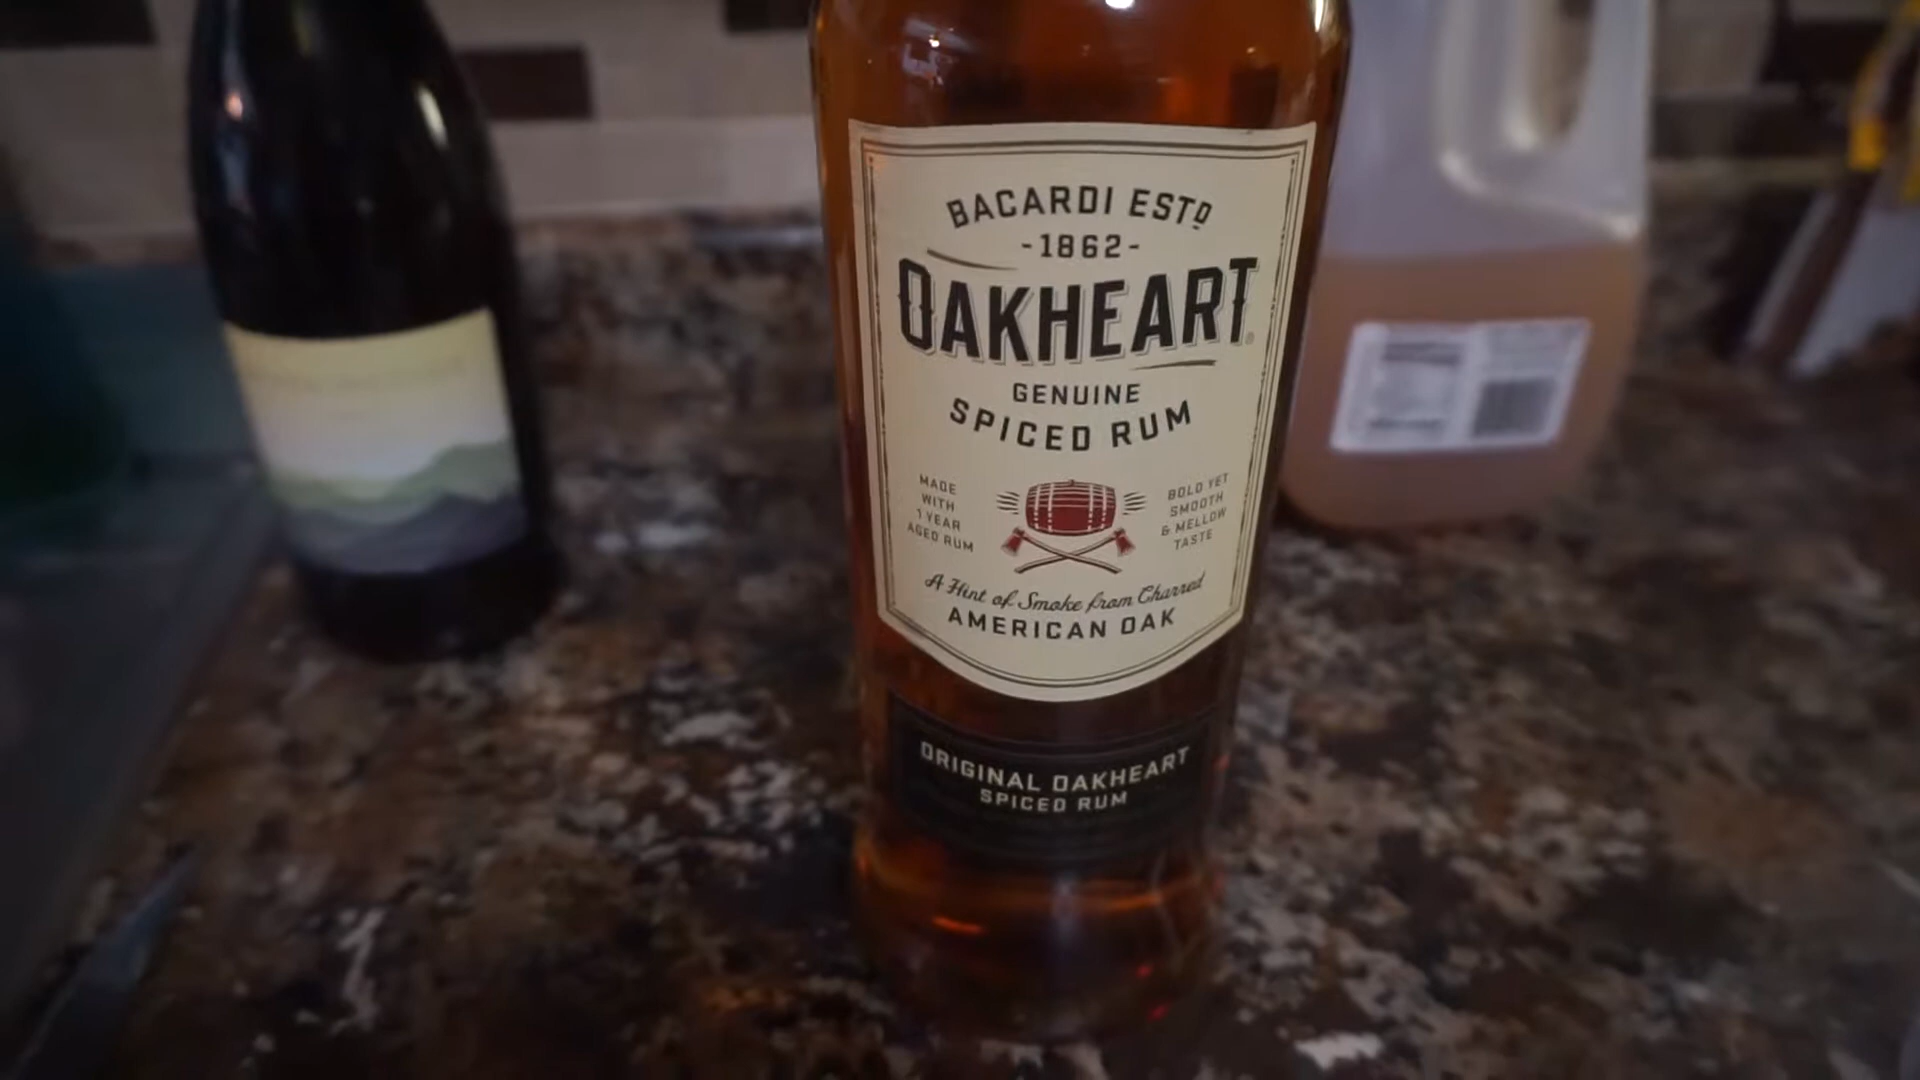 BACARDI ESTD
-1862-
OAKHEART®
GENUINE
SPICED RUM
MADE
WITH
1 YEAR
AGED RUM
BOLD YET
SMOOTH
& MELLOW
TASTE
A Hint of Smoke from Charred
AMERICAN OAK
ORIGINAL OAKHEART
SPICED RUM